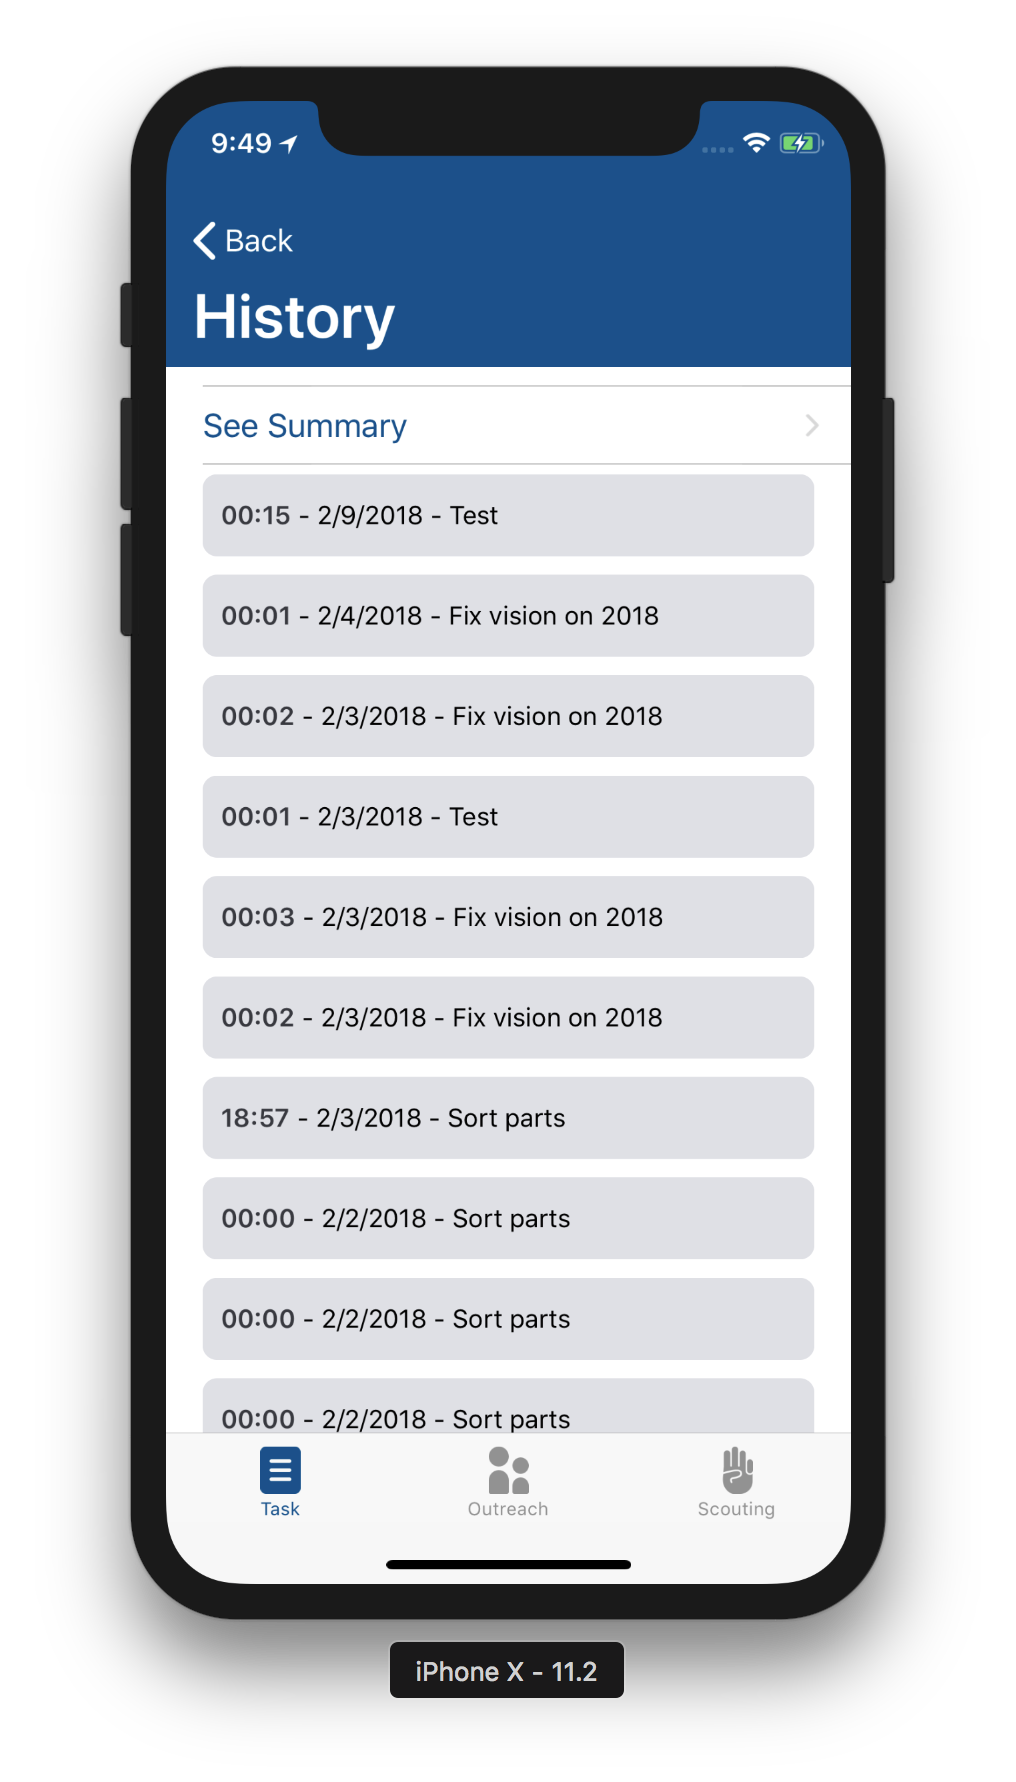 9:49
Back
History
See Summary
00:15 - 2/9/2018 - Test
00:01 - 2/4/2018 - Fix vision on 2018
00:02 - 2/3/2018 - Fix vision on 2018
00:01 - 2/3/2018 - Test
00:03 - 2/3/2018 - Fix vision on 2018
00:02 - 2/3/2018 - Fix vision on 2018
18:57 - 2/3/2018 - Sort parts
00:00 - 2/2/2018 - Sort parts
00:00 - 2/2/2018 - Sort parts
00:00 - 2/2/2018 - Sort parts
Task Outreach Scouting
iPhone X - 11.2